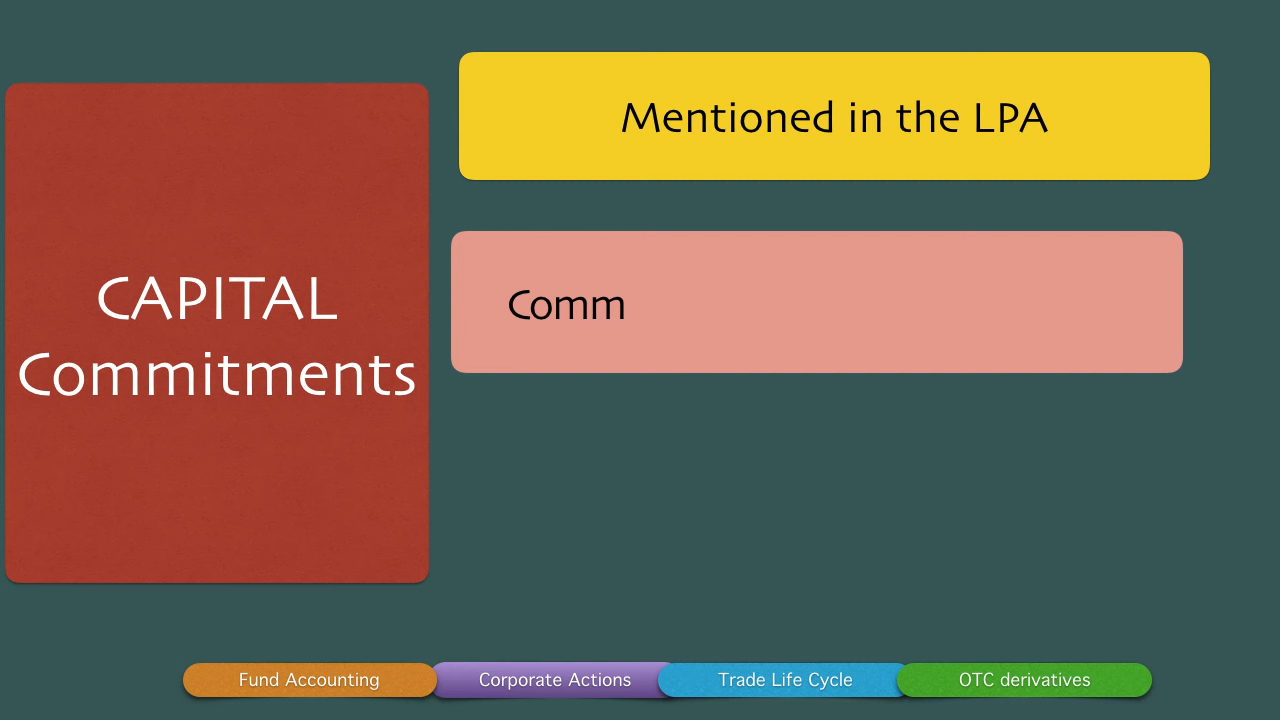 Mentioned in the LPA
CAPITAL
Commitments
Comm
Fund Accounting
Corporate Actions
Trade Life Cycle
OTC derivatives